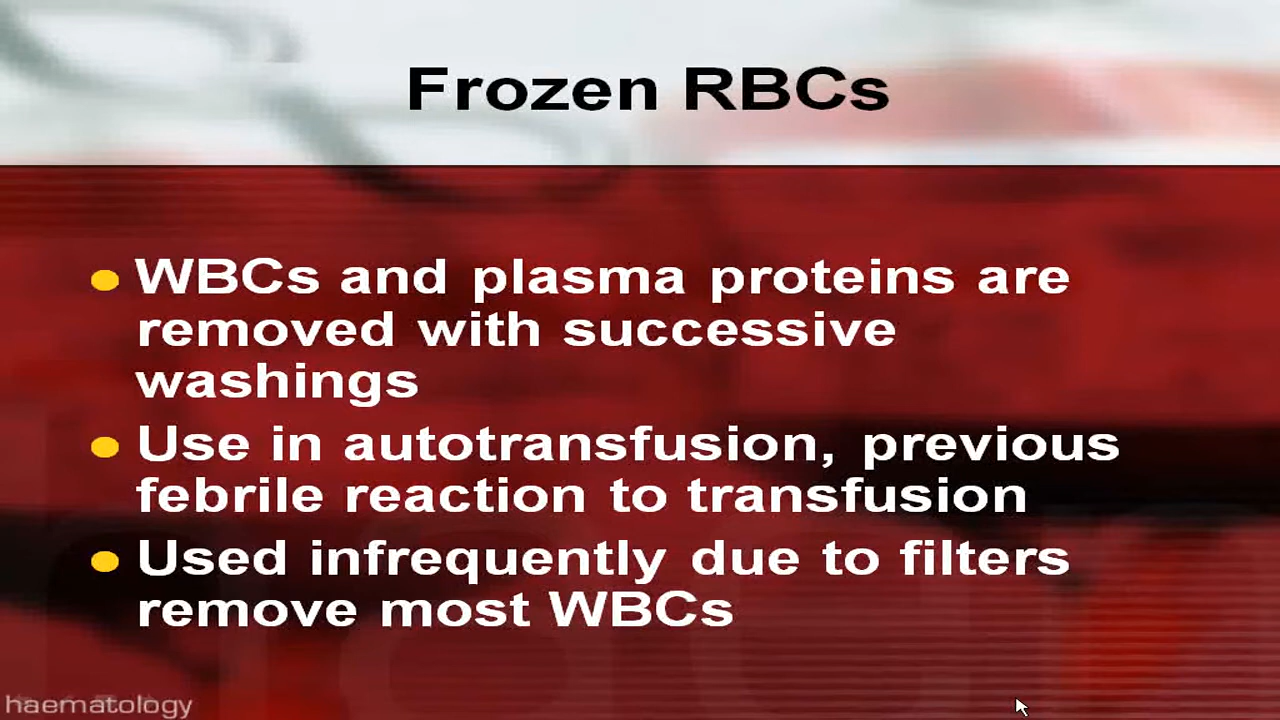 Frozen RBCs
WBCs and plasma proteins are
removed with successive
washings
Use in autotransfusion, previous
febrile reaction to transfusion
Used infrequently due to filters
remove most WBCs
haematology